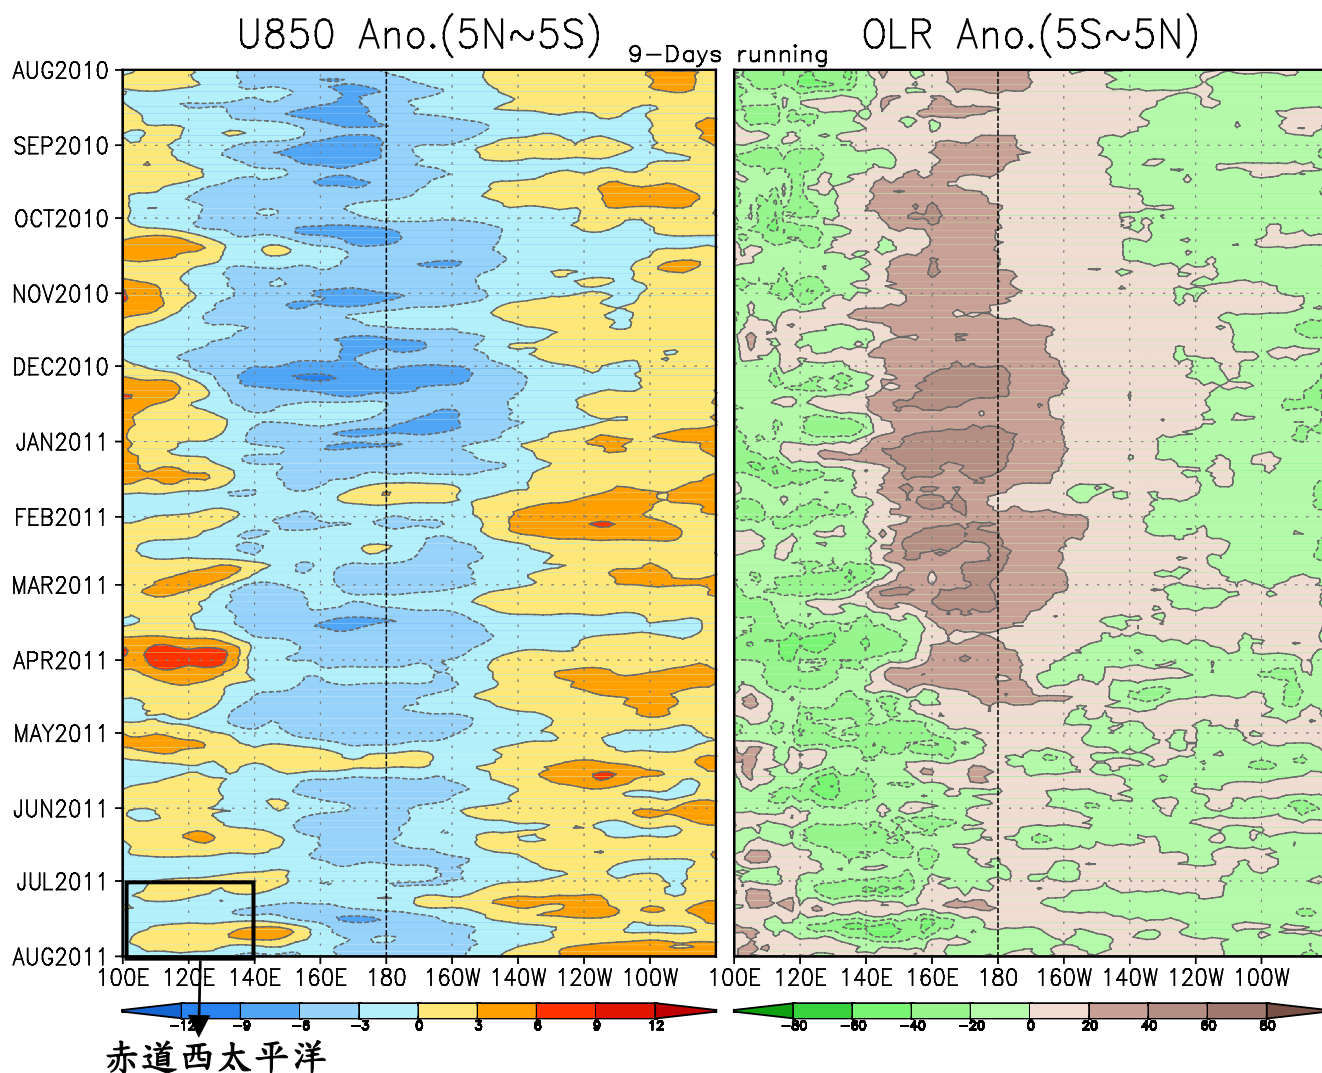 U850 Ano.(5N~5S)
9-Days running
OLR Ano.(5S~5N)
AUG2010
SEP2010
OCT2010
NOV2010
DEC2010
JAN2011
FEB2011
MAR2011
APR2011
MAY2011
JUN2011
JUL2011
AUG2011
100E 120E 140E 160E 180 160W 140W 120W 100W
100E 120E 140E 160E 180 160W 140W 120W 100W
-12 -9 -6 -3 0 3 6 9 12
-80 -60 -40 -20 0 20 40 60 80
赤道西太平洋